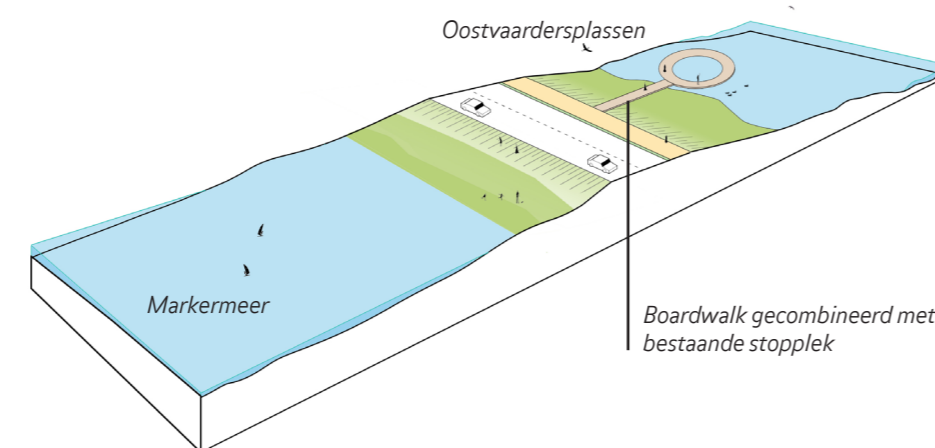 Oostvaardersplassen
Markermeer
Boardwalk gecombineerd met
bestaande stopplek